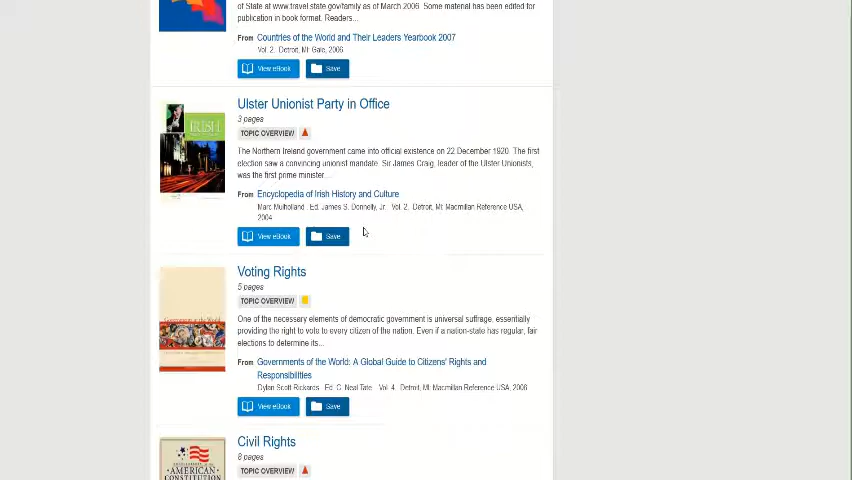 of State at www.travel.state.gov/family as of March 2006. Some material has been edited for
publication in book format. Readers...
From Countries of the World and Their Leaders Yearbook 2007
Vol. 2. Detroit, MI: Gale, 2006
View eBook Save
Ulster Unionist Party in Office
3 pages
TOPIC OVERVIEW
The Northern Ireland government came into official existence on 22 December 1920. The first
election saw a convincing unionist mandate. Sir James Craig, leader of the Ulster Unionists,
was the first prime minister...
From Encyclopedia of Irish History and Culture
Marc Mulholland. Ed. James S. Donnelly, Jr. Vol. 2. Detroit, MI: Macmillan Reference USA,
2004
View eBook Save
IRISH
Voting Rights
5 pages
TOPIC OVERVIEW
One of the necessary elements of democratic government is universal suffrage, essentially
providing the right to vote to every citizen of the nation. Even if a nation-state has regular, fair
elections to determine its...
From Governments of the World: A Global Guide to Citizens' Rights and
Responsibilities
Dylan Scott Rickards. Ed. C. Neal Tate. Vol. 4. Detroit, MI: Macmillan Reference USA, 2006
View eBook Save
Governments of the World
Civil Rights
8 pages
TOPIC OVERVIEW
AMERICAN
CONSTITUTION